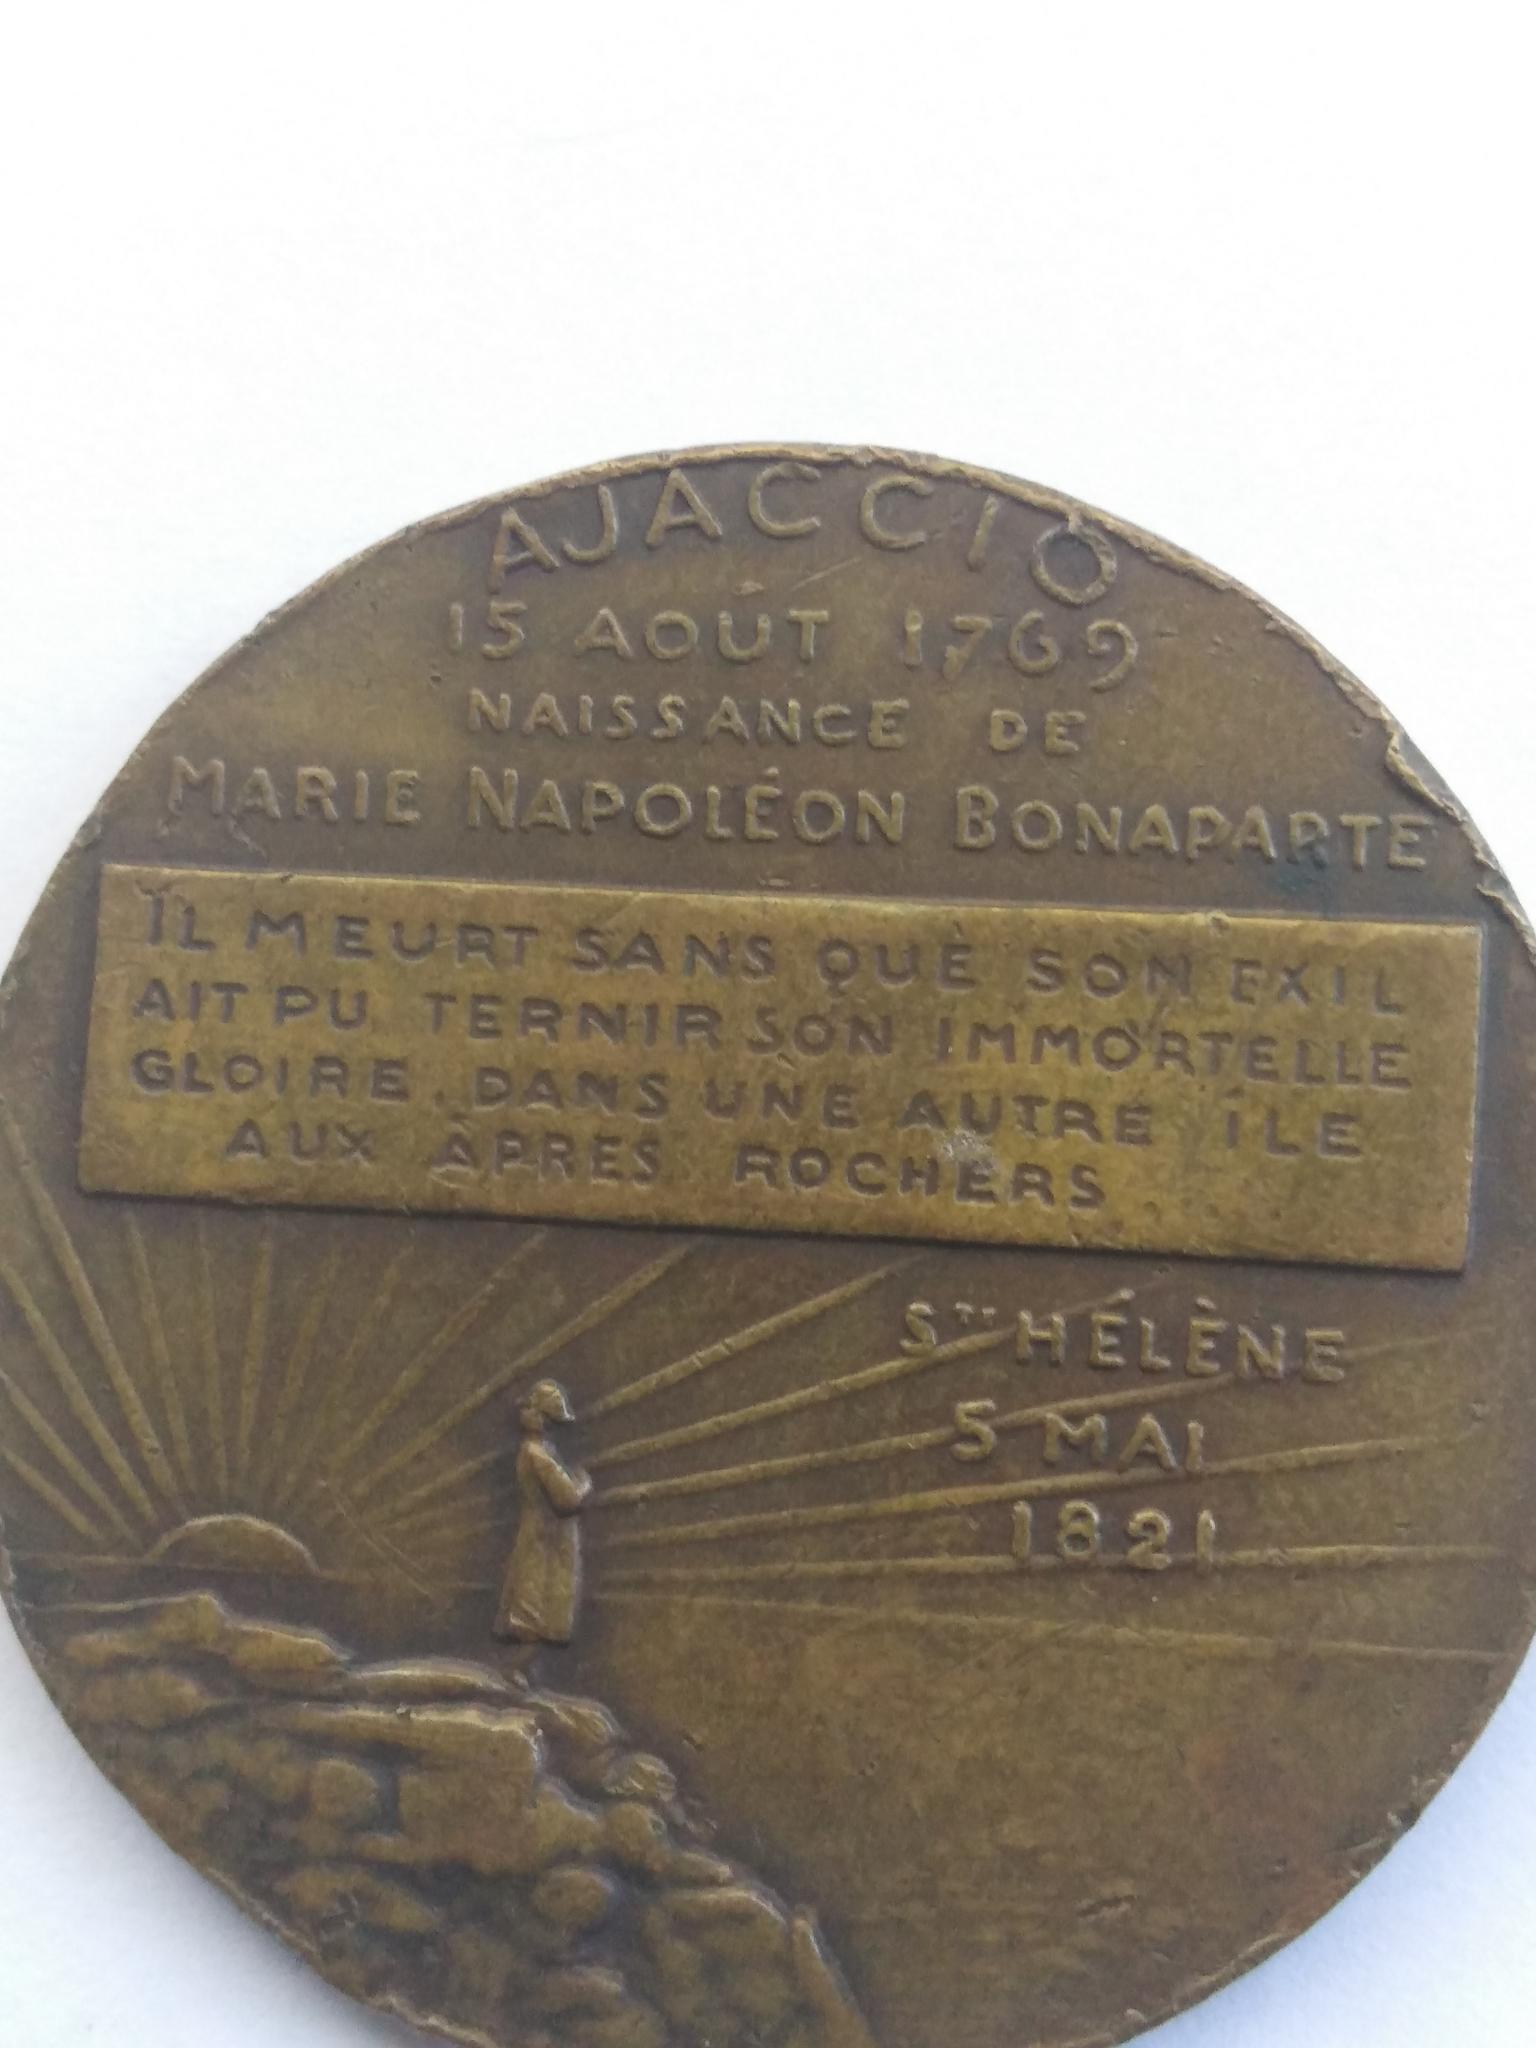 AJACCIO
15 AOUT 1769
NAISSANCE DE
MARIE NAPOLÉON BONAPARTE
IL MEURT SANS QUE SON EXIL
AIT PU TERNIR SON IMMORTELLE
GLOIRE. DANS UNE AUTRE ÎLE
AUX ÂPRES ROCHERS
STE HÉLÈNE
5 MAI
1821